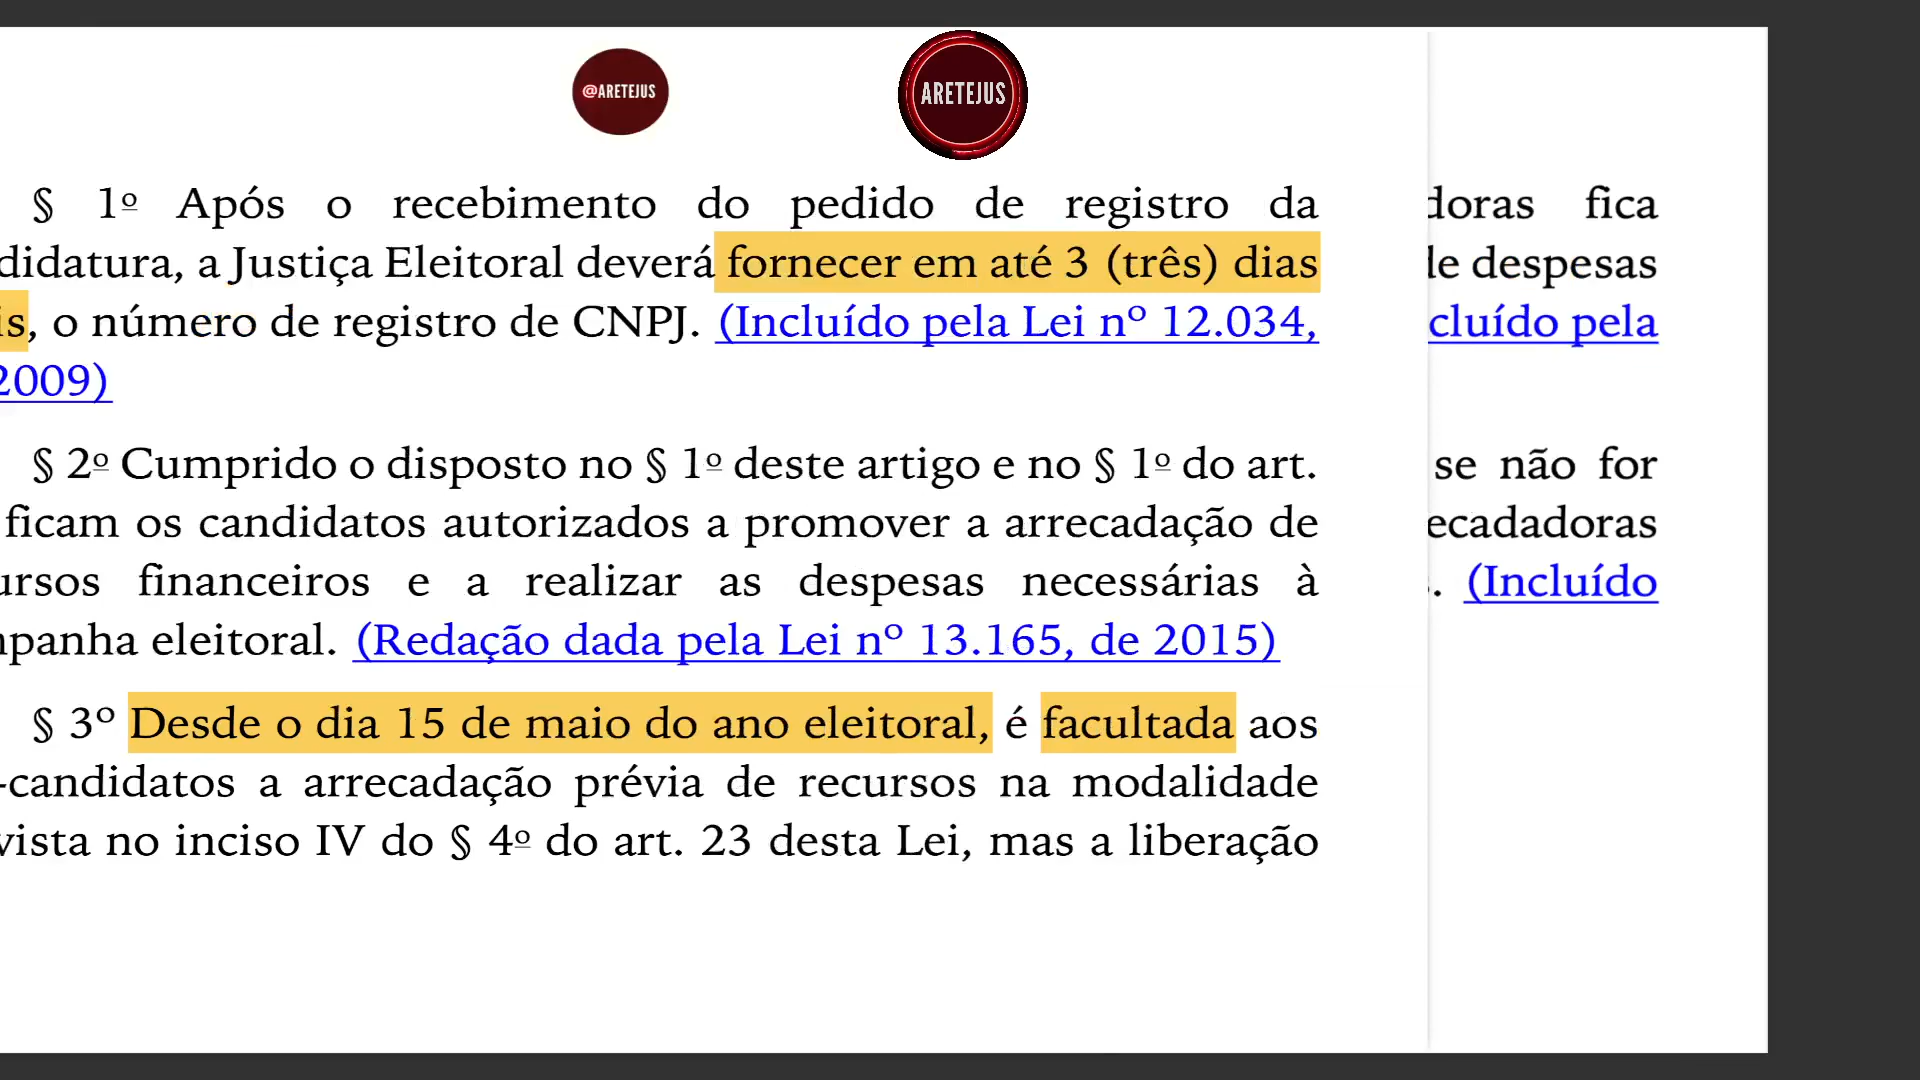 @ARETEJUS
ARETEJUS
§ 1º Após o recebimento do pedido de registro da
didatura, a Justiça Eleitoral deverá fornecer em até 3 (três) dias
is, o número de registro de CNPJ. (Incluído pela Lei nº 12.034,
2009)
§ 2º Cumprido o disposto no § 1º deste artigo e no § 1º do art.
ficam os candidatos autorizados a promover a arrecadação de
ursos financeiros e a realizar as despesas necessárias à
panha eleitoral. (Redação dada pela Lei nº 13.165, de 2015)
§ 3º Desde o dia 15 de maio do ano eleitoral, é facultada aos
-candidatos a arrecadação prévia de recursos na modalidade
vista no inciso IV do § 4º do art. 23 desta Lei, mas a liberação
doras fica
de despesas
cluído pela
se não for
ecadadoras
. (Incluído